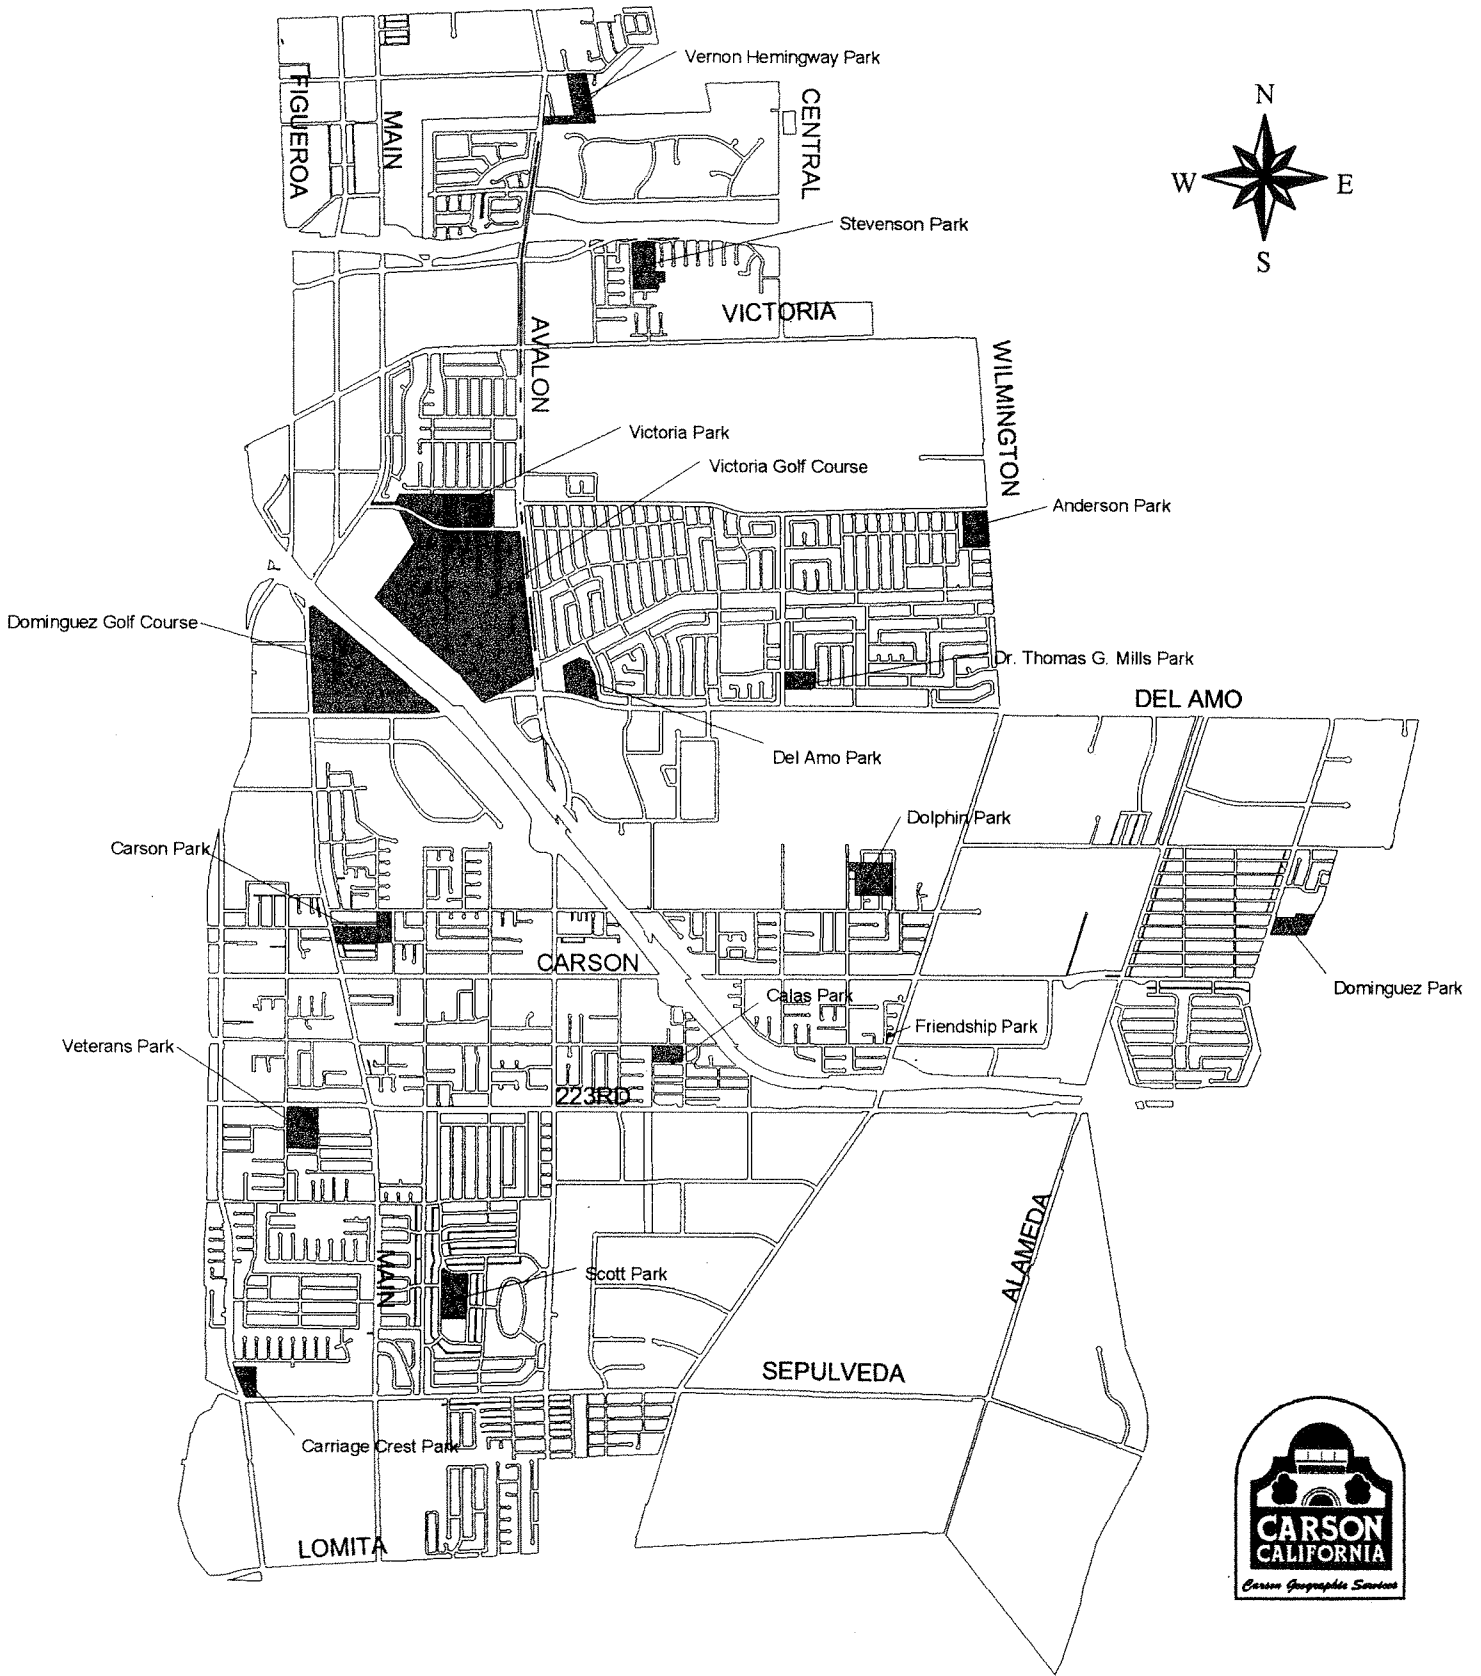 Vernon Hemingway Park
N
FIGUEROA
MAIN
CENTRAL
W
E
Stevenson Park
S
VICTORIA
AVALON
WILMINGTON
Victoria Park
Victoria Golf Course
Anderson Park
Dominguez Golf Course
Dr. Thomas G. Mills Park
DEL AMO
Del Amo Park
Dolphin Park
Carson Park
CARSON
Dominguez Park
Calas Park
Friendship Park
Veterans Park
223RD
ALAMEDA
MAIN
Scott Park
SEPULVEDA
Carriage Crest Park
LOMITA
CARSON
CALIFORNIA
Carson Geographic Services